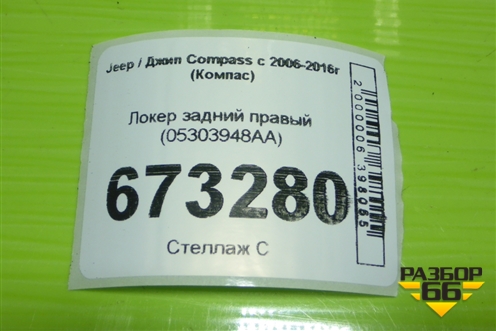 Jeep / Джип Compass с 2006-2016г
(Компас)
Локер задний правый
(05303948AA)
673280
Стеллаж С
РАЗБОР
66